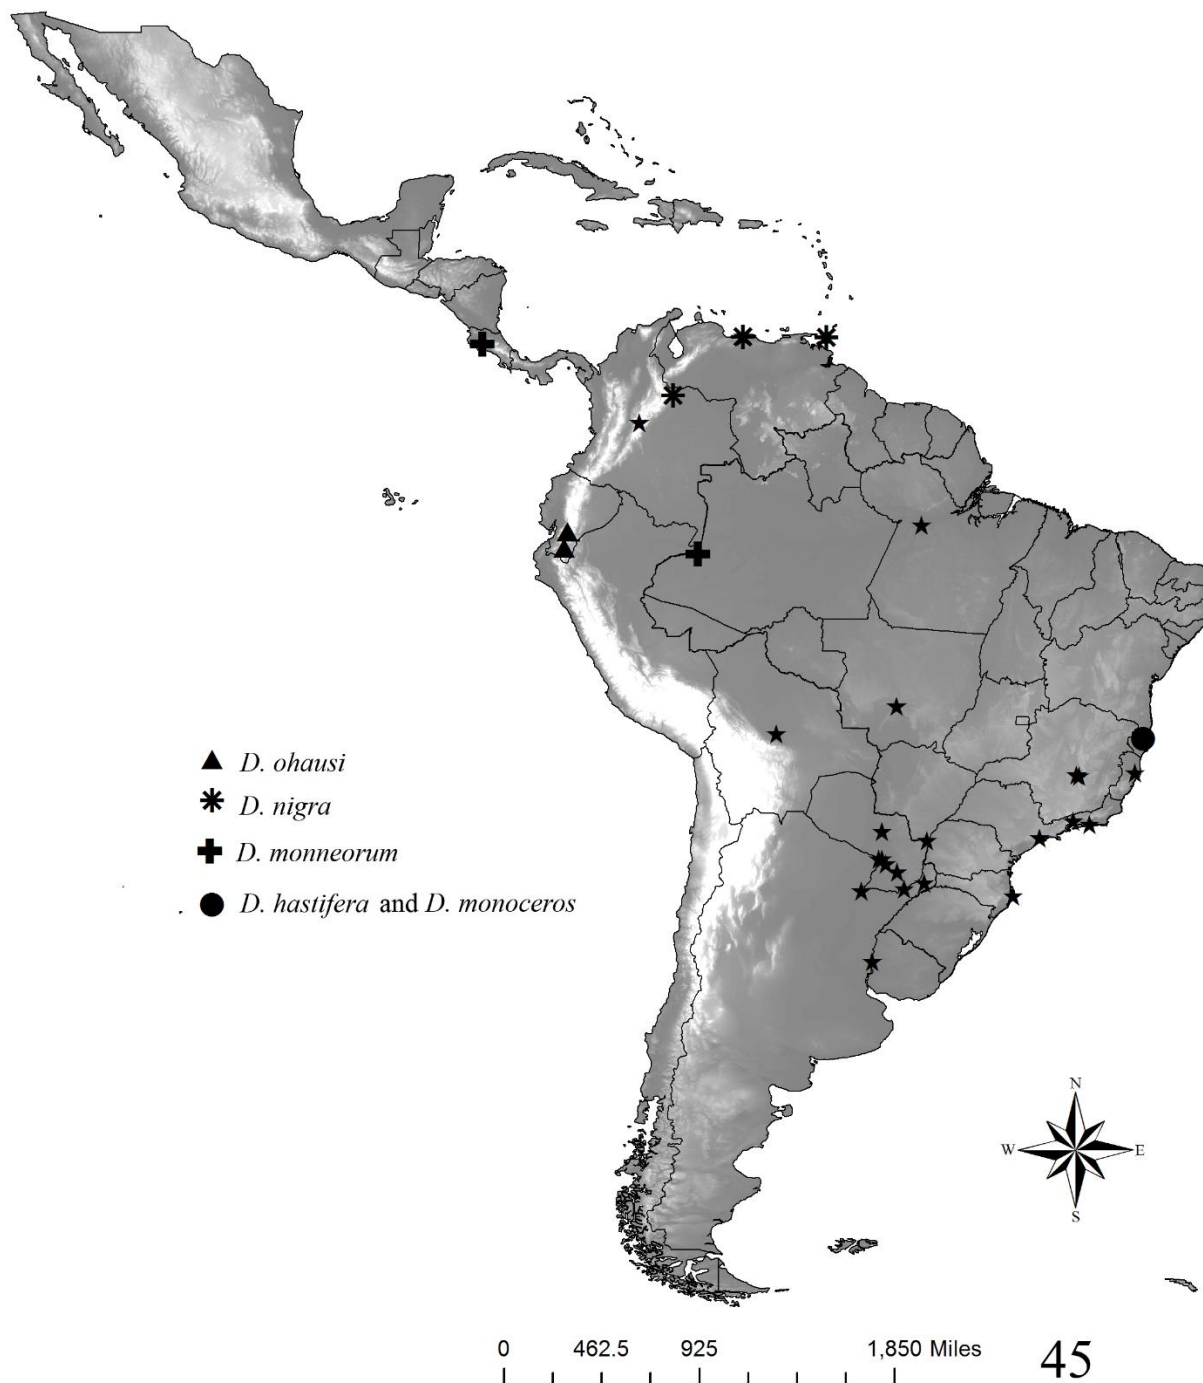 D. ohausi
D. nigra
D. monneorum
D. hastifera and D. monoceros
N
W E
S
0 462.5 925 1,850 Miles
45